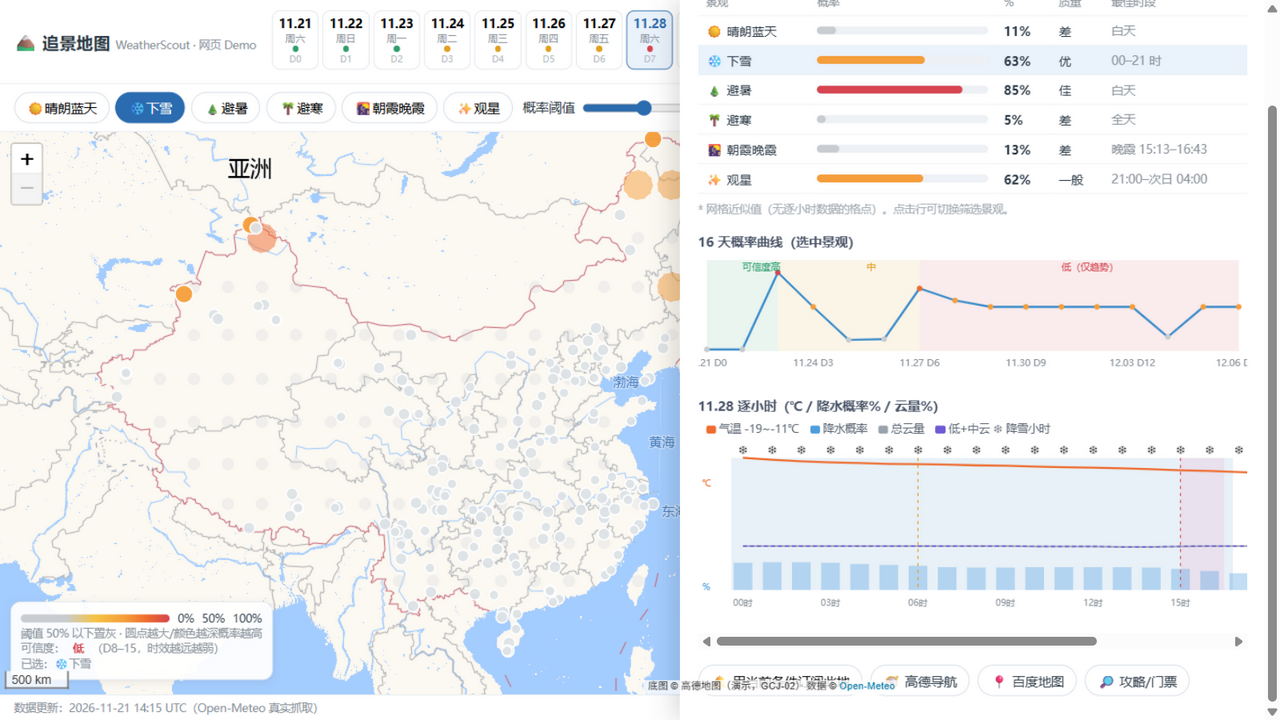 追景地图 WeatherScout · 网页 Demo
11.21 周六 D0
11.22 周日 D1
11.23 周一 D2
11.24 周二 D3
11.25 周三 D4
11.26 周四 D5
11.27 周五 D6
11.28 周六 D7
晴朗蓝天 下雪 避暑 避寒 朝霞晚霞 观星 概率阈值
+
−
亚洲
渤海
黄海
0% 50% 100%
阈值 50% 以下置灰 · 圆点越大/颜色越深概率越高
可信度: 低 （D8–15，时效越远越弱）
已选: 下雪
500 km
数据更新：2026-11-21 14:15 UTC（Open-Meteo 真实抓取）
景观 概率 % 质量 最佳时段
晴朗蓝天 11% 差 白天
下雪 63% 优 00–21 时
避暑 85% 佳 白天
避寒 5% 差 全天
朝霞晚霞 13% 差 晚霞 15:13–16:43
观星 62% 一般 21:00–次日 04:00
* 网格近似值（无逐小时数据的格点）。点击行可切换筛选景观。
16 天概率曲线（选中景观）
可信度高 中 低（仅趋势）
.21 D0 11.24 D3 11.27 D6 11.30 D9 12.03 D12 12.06
11.28 逐小时（℃ / 降水概率% / 云量%）
气温 -19~-11℃ 降水概率 总云量 低+中云 ❄ 降雪小时
℃
%
00时 03时 06时 09时 12时 15时
高德导航 百度地图 攻略/门票
底图 © 高德地图（演示，GCJ-02）· 数据 © Open-Meteo